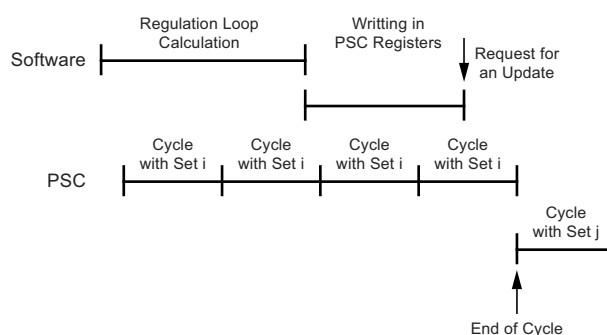 Regulation Loop
Calculation
Writting in
PSC Registers
Software
Request for
an Update
Cycle
with Set i
Cycle
with Set i
Cycle
with Set i
Cycle
with Set i
PSC
Cycle
with Set j
End of Cycle